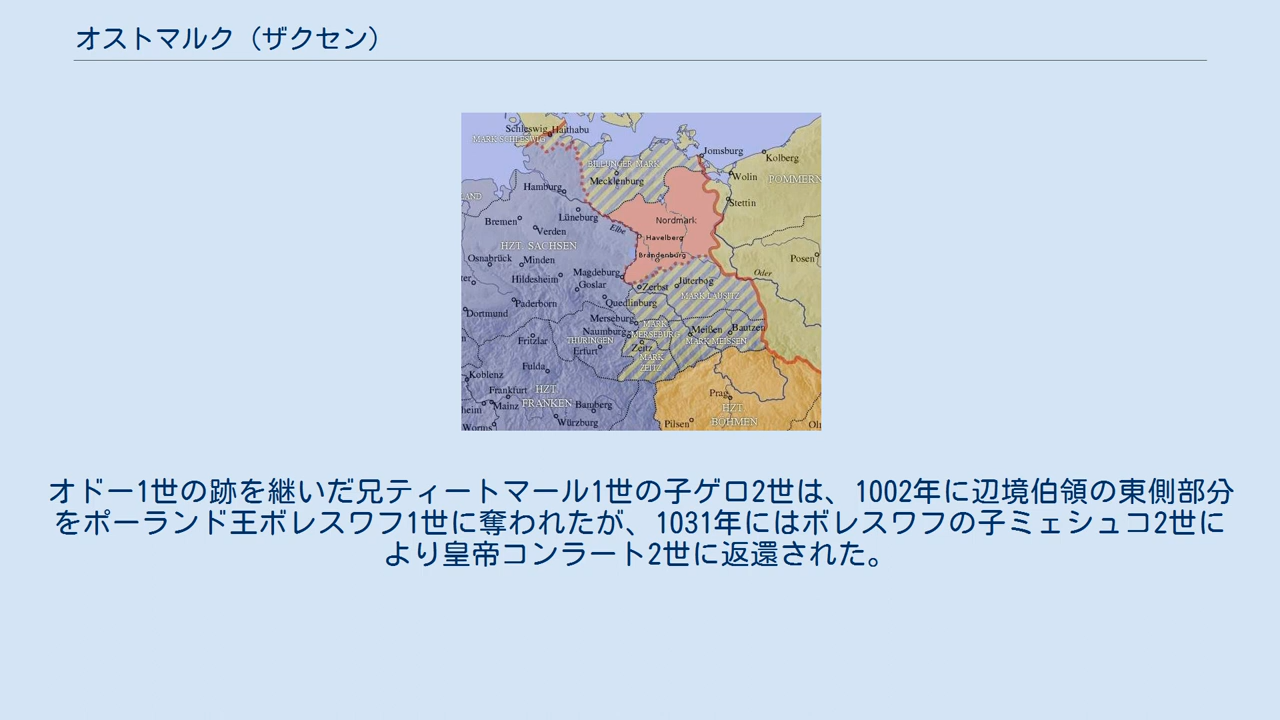 オストマルク（ザクセン）
Schleswig Haithabu
MARK SCHLESWIG
Jomsburg
Kolberg
BILLUNGER MARK
Wolin
POMMERN
Mecklenburg
Hamburg
LAND
Stettin
Lüneburg
Nordmark
Bremen
Verden
Elbe
Havelberg
HZT. SACHSEN
Brandenburg
Osnabrück
Minden
Posen
Magdeburg
Oder
Hildesheim
Goslar
Zerbst
Jüterbog
MARK LAUSITZ
Paderborn
Quedlinburg
Dortmund
Merseburg
MARK
MERSEBURG
Naumburg
Meißen
Bautzen
Fritzlar
THÜRINGEN
Zeitz
MARK MEISSEN
Erfurt
MARK
ZEITZ
Fulda
Koblenz
Frankfurt
HZT.
FRANKEN
Prag
Mainz
Bamberg
HZT.
BÖHMEN
heim
Worms
Würzburg
Pilsen
オドー1世の跡を継いだ兄ティートマール1世の子ゲロ2世は、1002年に辺境伯領の東側部分
をポーランド王ボレスワフ1世に奪われたが、1031年にはボレスワフの子ミェシュコ2世に
より皇帝コンラート2世に返還された。